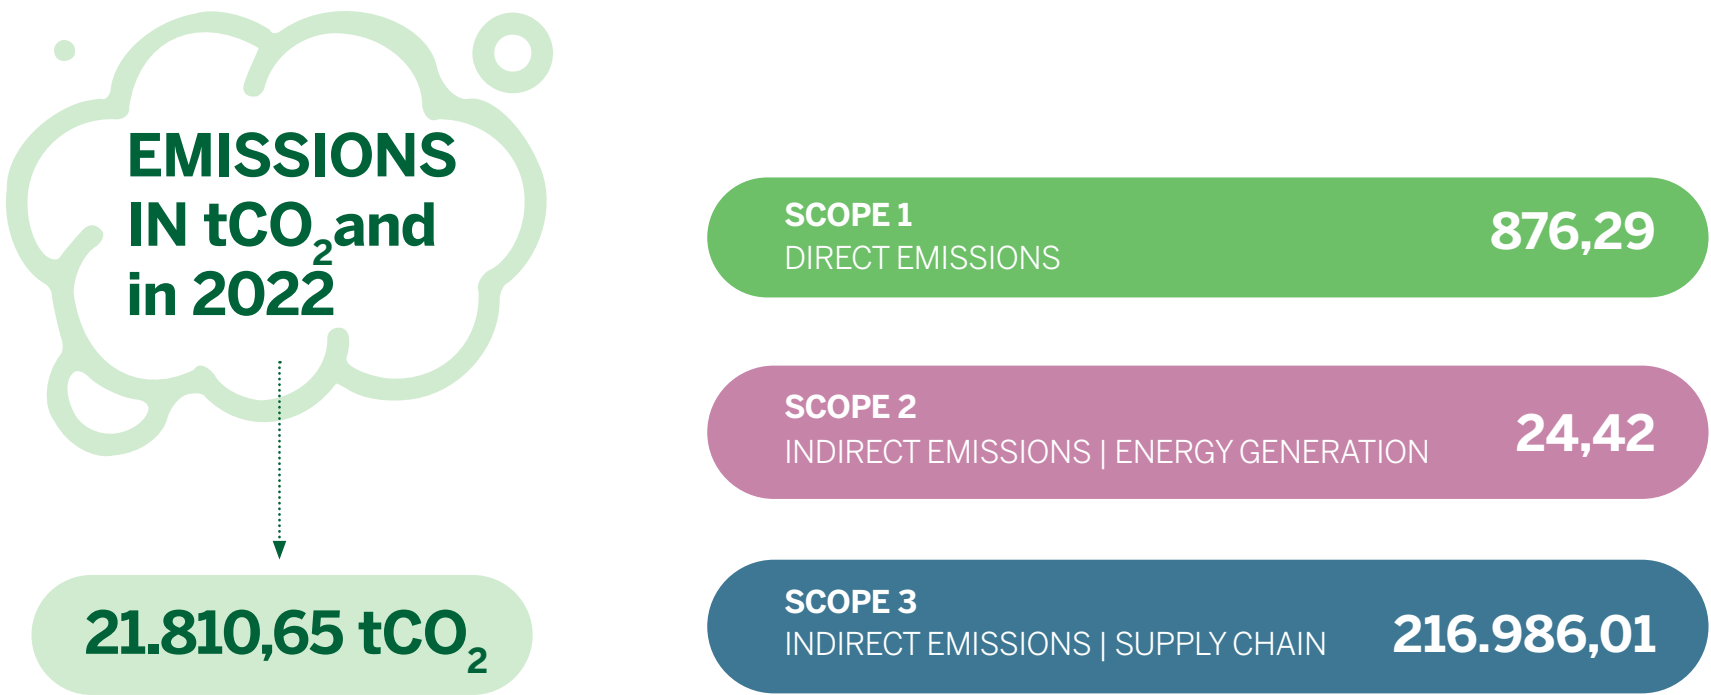 EMISSIONS
IN tCO₂and
in 2022
21.810,65 tCO₂
SCOPE 1
DIRECT EMISSIONS
876,29
SCOPE 2
INDIRECT EMISSIONS | ENERGY GENERATION
24,42
SCOPE 3
INDIRECT EMISSIONS | SUPPLY CHAIN
216.986,01